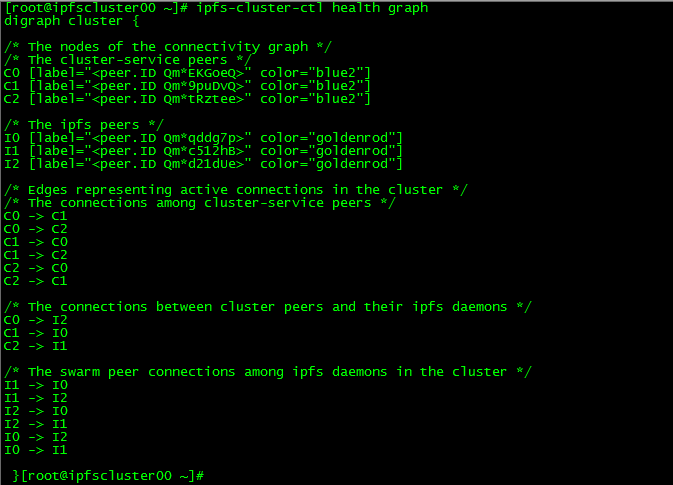 [root@ipfscluster00 ~]# ipfs-cluster-ctl health graph
digraph cluster {
/* The nodes of the connectivity graph */
/* The cluster-service peers */
C0 [label="<peer.ID Qm*EKGoeQ>" color="blue2"]
C1 [label="<peer.ID Qm*9puDvQ>" color="blue2"]
C2 [label="<peer.ID Qm*tRztee>" color="blue2"]
/* The ipfs peers */
I0 [label="<peer.ID Qm*qddg7p>" color="goldenrod"]
I1 [label="<peer.ID Qm*c512hB>" color="goldenrod"]
I2 [label="<peer.ID Qm*d21dUe>" color="goldenrod"]
/* Edges representing active connections in the cluster */
/* The connections among cluster-service peers */
C0 -> C1
C0 -> C2
C1 -> C0
C1 -> C2
C2 -> C0
C2 -> C1
/* The connections between cluster peers and their ipfs daemons */
C0 -> I2
C1 -> I0
C2 -> I1
/* The swarm peer connections among ipfs daemons in the cluster */
I1 -> I0
I1 -> I2
I2 -> I0
I2 -> I1
I0 -> I2
I0 -> I1
}[root@ipfscluster00 ~]#